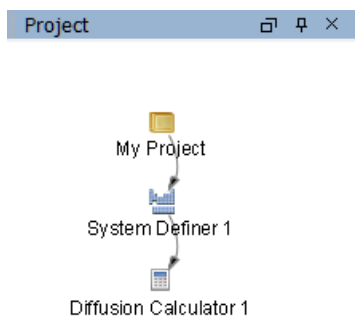 Project
My Project
System Definer 1
Diffusion Calculator 1